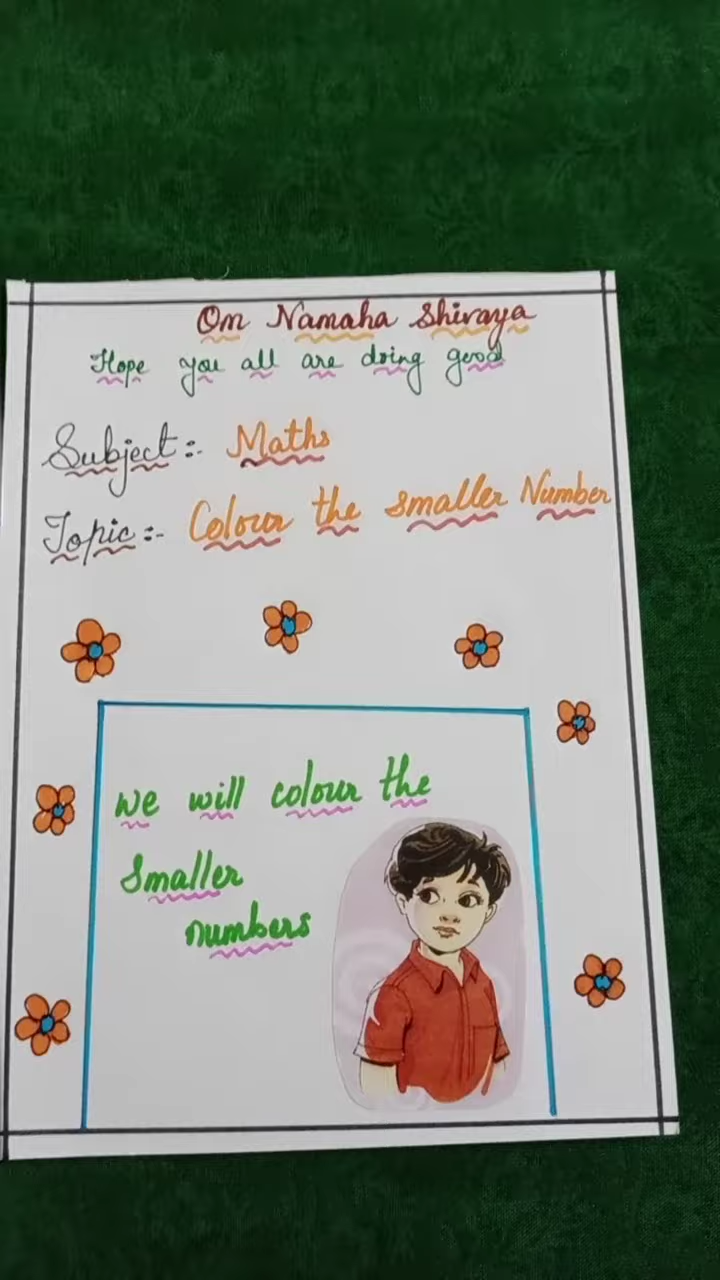 Om Namaha Shivaya
Hope you all are doing good
Subject:- Maths
Topic:- Colour the smaller Number
we will colour the
Smaller
numbers